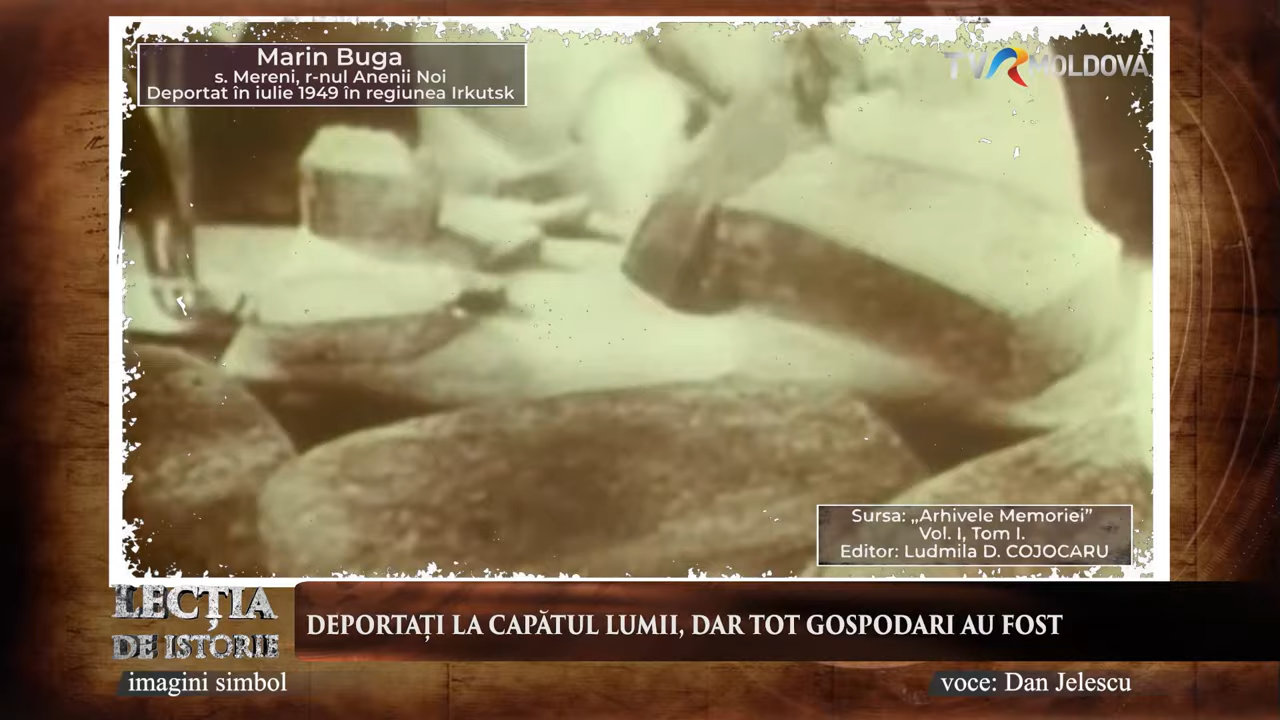 Marin Buga
s. Mereni, r-nul Anenii Noi
Deportat în iulie 1949 în regiunea Irkutsk
TVR MOLDOVA
Sursa: „Arhivele Memoriei”
Vol. I, Tom I.
Editor: Ludmila D. COJOCARU
LECȚIA
DE ISTORIE
DEPORTAȚI LA CAPĂTUL LUMII, DAR TOT GOSPODARI AU FOST
imagini simbol
voce: Dan Jelescu